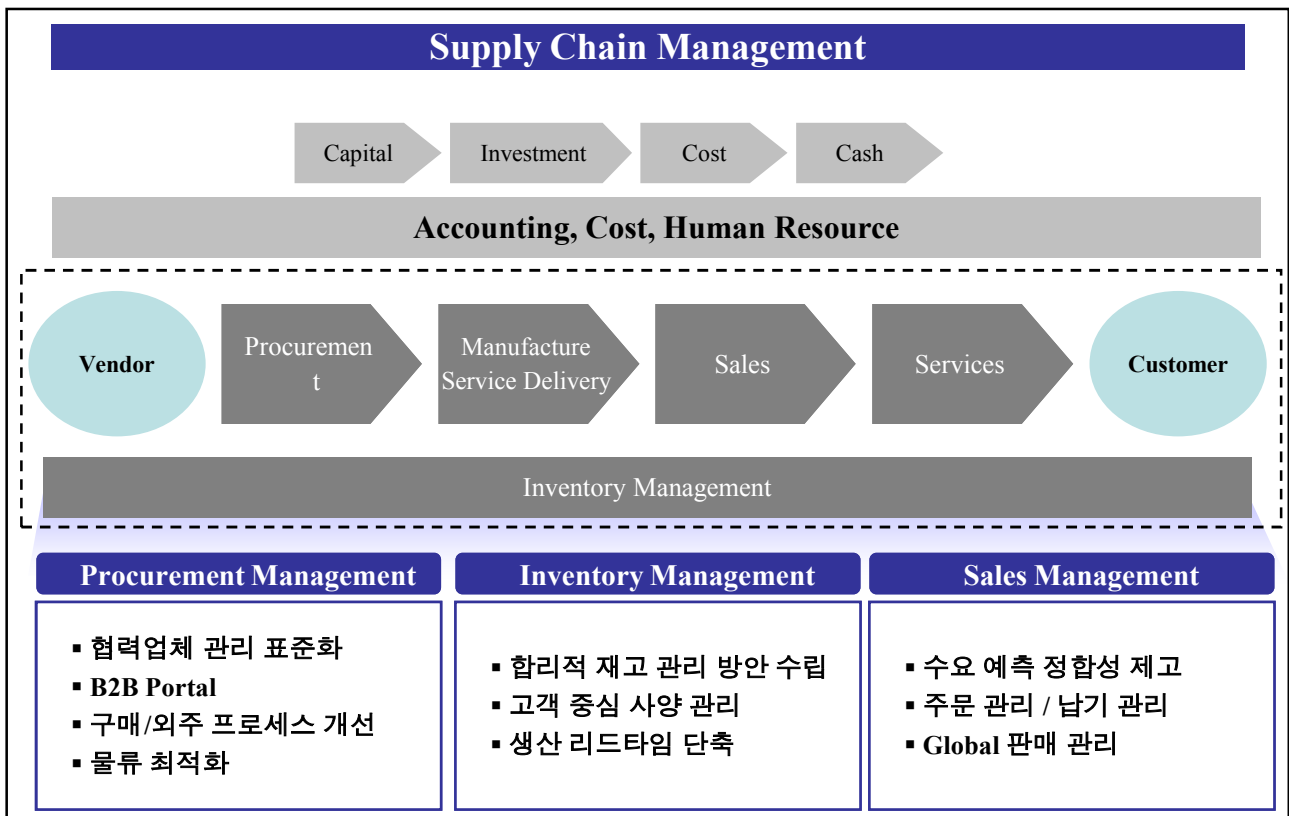 Supply Chain Management
Capital
Investment
Cost
Cash
Accounting, Cost, Human Resource
Vendor
Procuremen
t
Manufacture
Service Delivery
Sales
Services
Customer
Inventory Management
Procurement Management
▪ 협력업체 관리 표준화
▪ B2B Portal
▪ 구매/외주 프로세스 개선
▪ 물류 최적화
Inventory Management
▪ 합리적 재고 관리 방안 수립
▪ 고객 중심 사양 관리
▪ 생산 리드타임 단축
Sales Management
▪ 수요 예측 정합성 제고
▪ 주문 관리 / 납기 관리
▪ Global 판매 관리